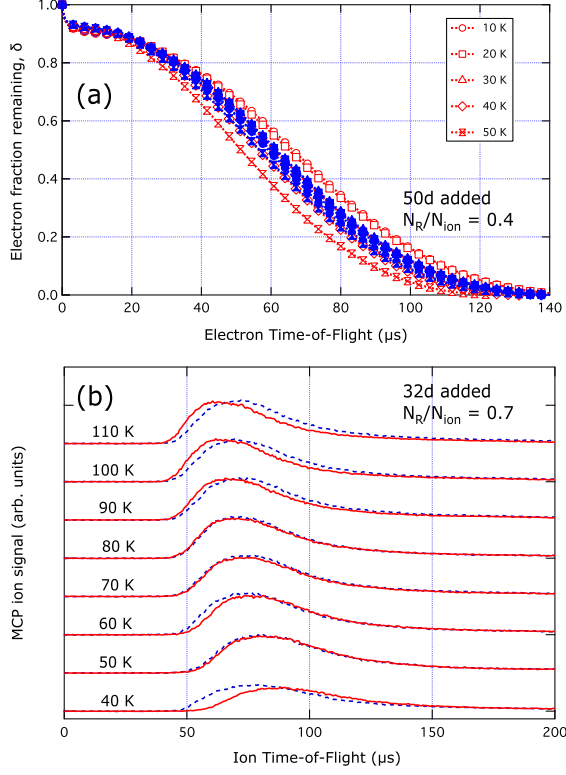 1.0
0.8
0.6
0.4
0.2
0.0
Electron fraction remaining, δ
(a)
10 K
20 K
30 K
40 K
50 K
50d added
N_R/N_ion = 0.4
0
20
40
60
80
100
120
140
Electron Time-of-Flight (μs)
(b)
32d added
N_R/N_ion = 0.7
MCP ion signal (arb. units)
110 K
100 K
90 K
80 K
70 K
60 K
50 K
40 K
0
50
100
150
200
Ion Time-of-Flight (μs)